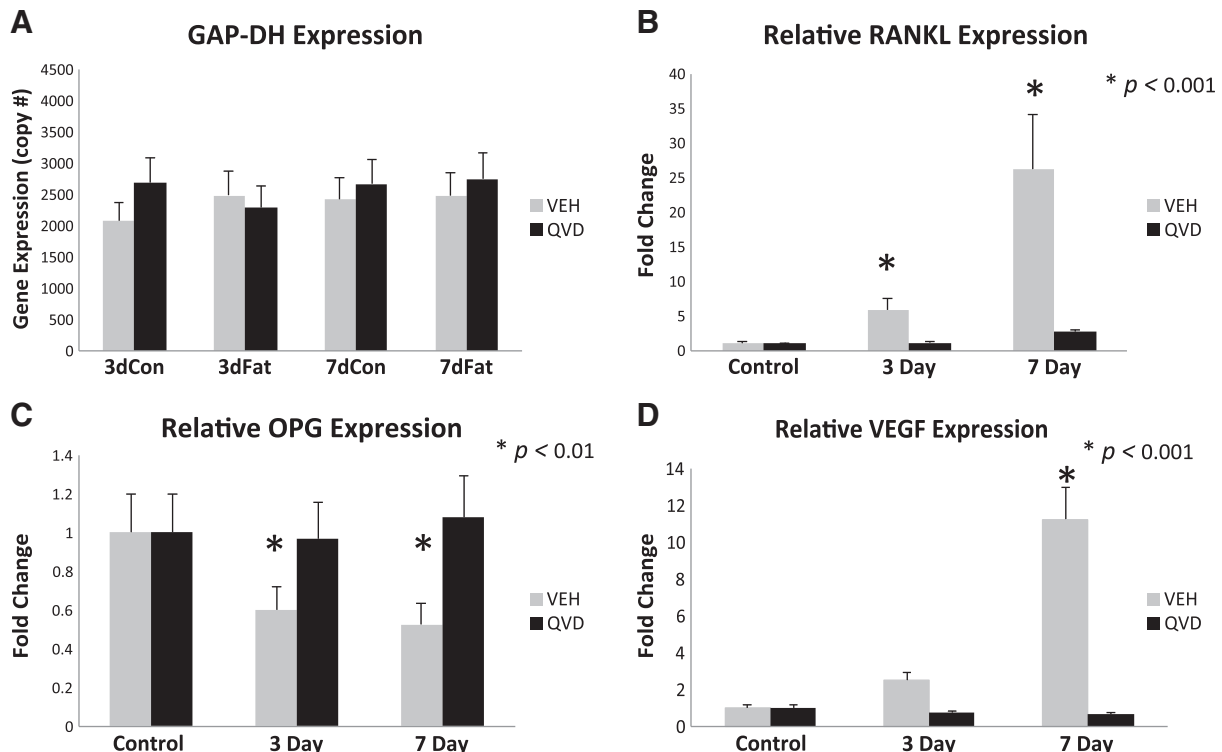 A
GAP-DH Expression
Gene Expression (copy #)
4500
4000
3500
3000
2500
2000
1500
1000
500
0
3dCon 3dFat 7dCon 7dFat
VEH
QVD
B
Relative RANKL Expression
* p < 0.001
Fold Change
40
35
30
25
20
15
10
5
0
*
*
Control 3 Day 7 Day
VEH
QVD
C
Relative OPG Expression
* p < 0.01
Fold Change
1.4
1.2
1
0.8
0.6
0.4
0.2
0
* *
Control 3 Day 7 Day
VEH
QVD
D
Relative VEGF Expression
* p < 0.001
Fold Change
14
12
10
8
6
4
2
0
*
Control 3 Day 7 Day
VEH
QVD